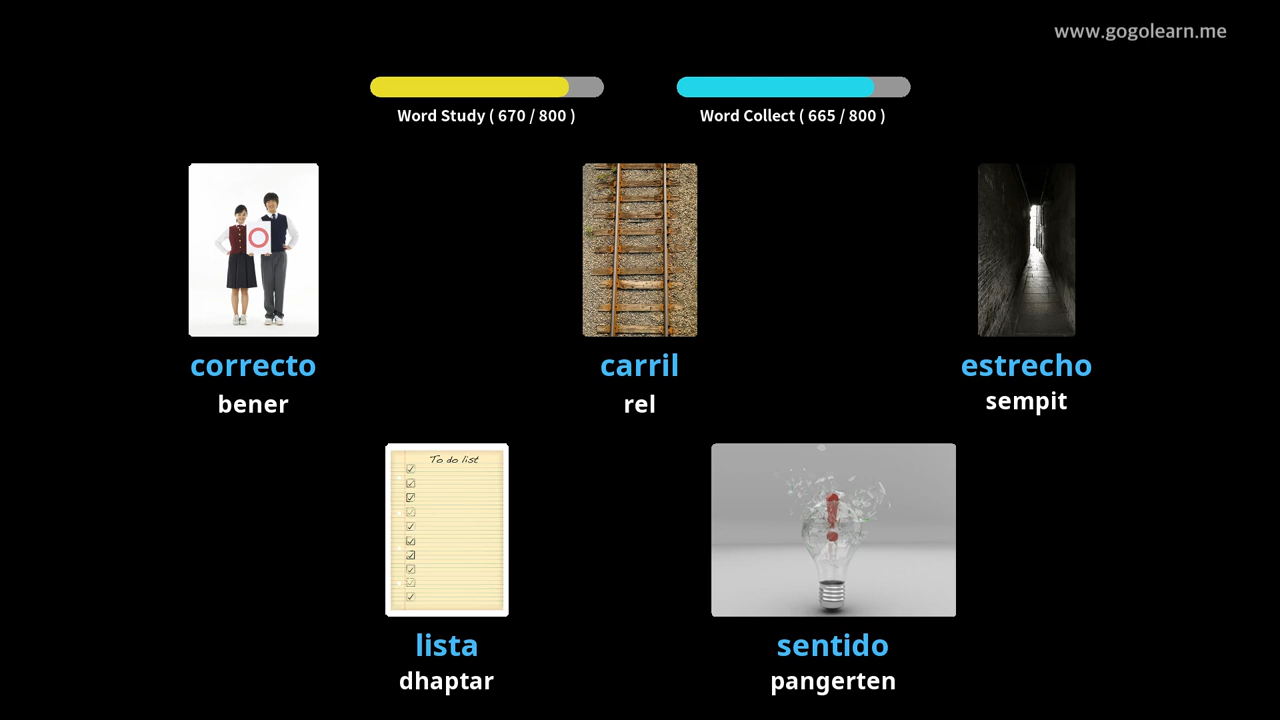 www.gogolearn.me
Word Study ( 670 / 800 )
Word Collect ( 665 / 800 )
correcto
bener
carril
rel
estrecho
sempit
To do list
lista
dhaptar
sentido
pangerten